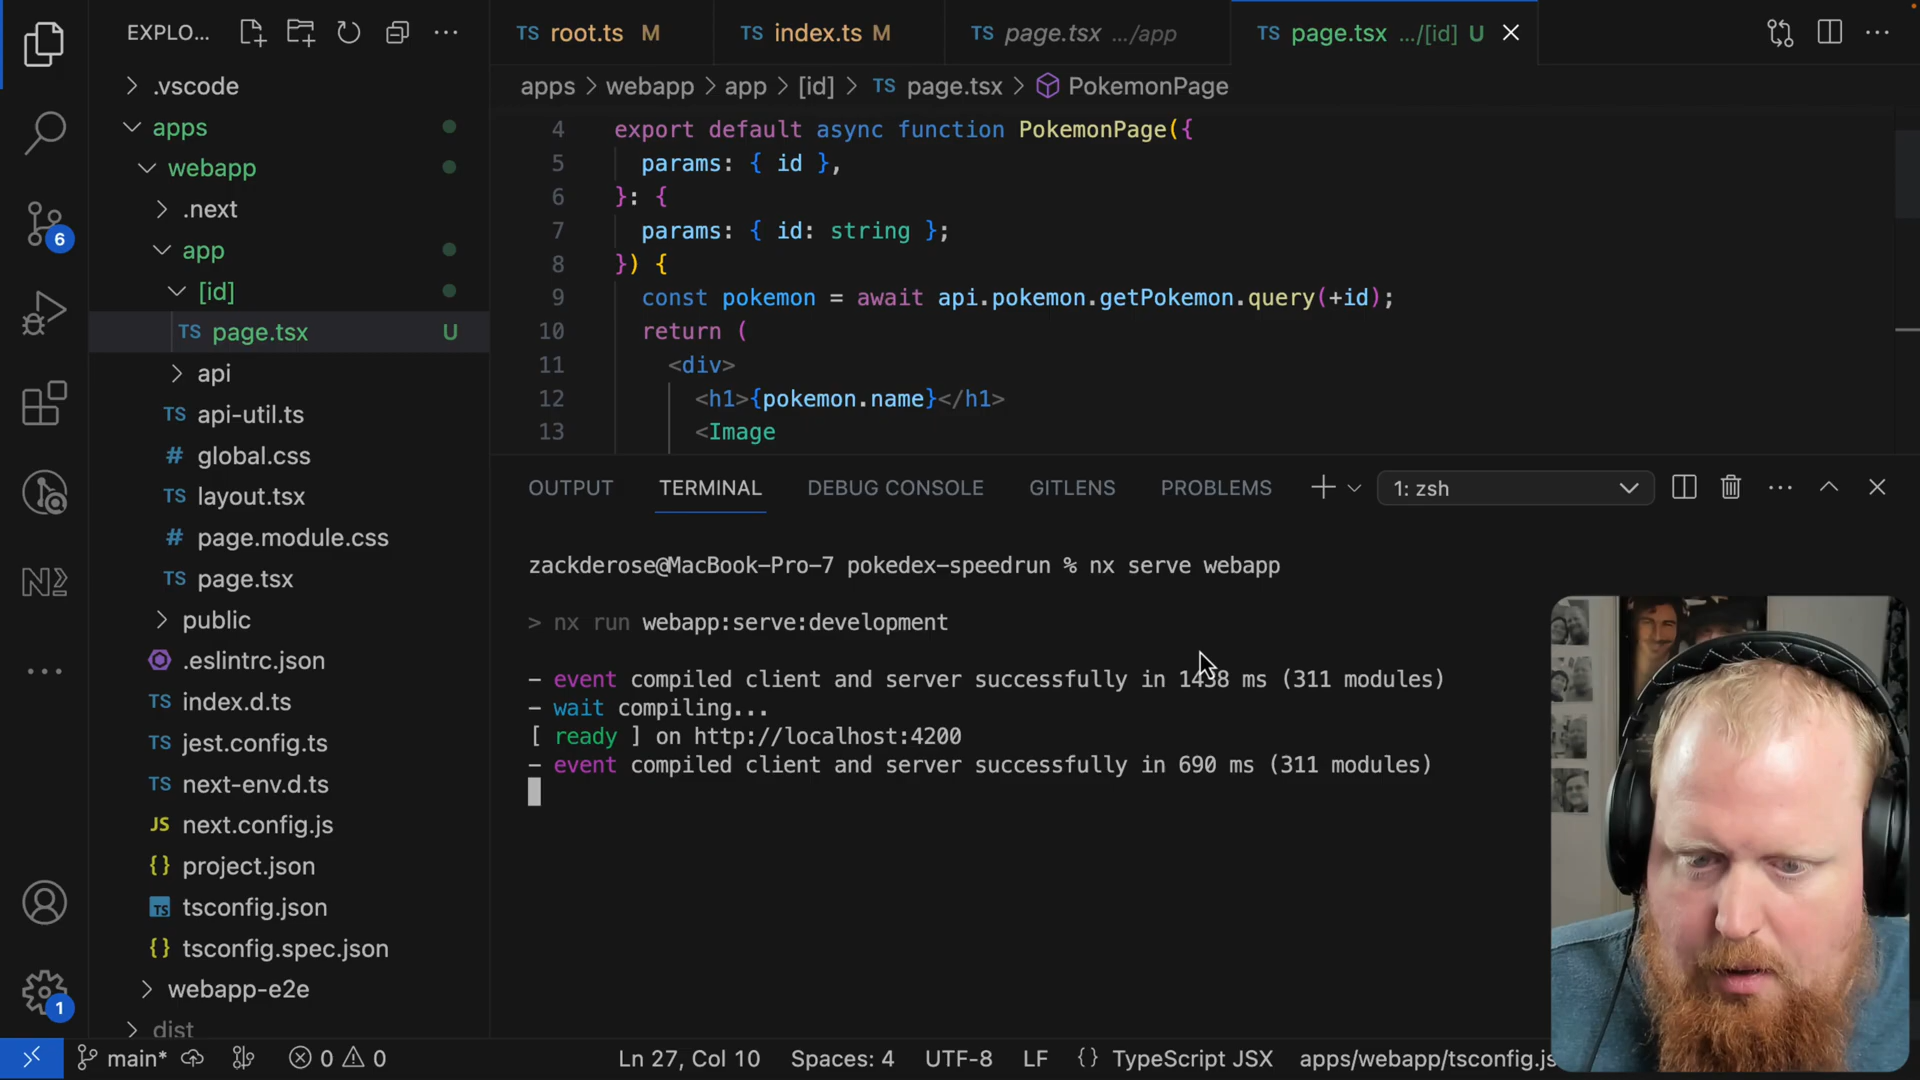 EXPLO...
.vscode
apps
webapp
.next
app
[id]
TS page.tsx U
api
TS api-util.ts
# global.css
TS layout.tsx
# page.module.css
TS page.tsx
public
.eslintrc.json
TS index.d.ts
TS jest.config.ts
TS next-env.d.ts
JS next.config.js
{} project.json
TS tsconfig.json
{} tsconfig.spec.json
webapp-e2e
dist
6
1
TS root.ts M
TS index.ts M
TS page.tsx .../app
TS page.tsx .../[id] U
apps > webapp > app > [id] > TS page.tsx > PokemonPage
4 export default async function PokemonPage({
5 params: { id },
6 }: {
7 params: { id: string };
8 }) {
9 const pokemon = await api.pokemon.getPokemon.query(+id);
10 return (
11 <div>
12 <h1>{pokemon.name}</h1>
13 <Image
OUTPUT TERMINAL DEBUG CONSOLE GITLENS PROBLEMS 1: zsh
zackderose@MacBook-Pro-7 pokedex-speedrun % nx serve webapp
> nx run webapp:serve:development
- event compiled client and server successfully in 1438 ms (311 modules)
- wait compiling...
[ ready ] on http://localhost:4200
- event compiled client and server successfully in 690 ms (311 modules)
main* 0 0 Ln 27, Col 10 Spaces: 4 UTF-8 LF {} TypeScript JSX apps/webapp/tsconfig.js